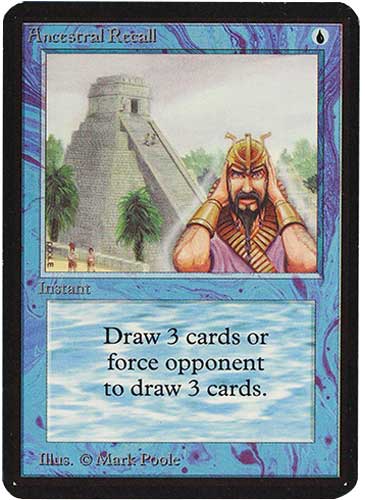 Ancestral Recall
Instant
Draw 3 cards or
force opponent
to draw 3 cards.
Illus. © Mark Poole